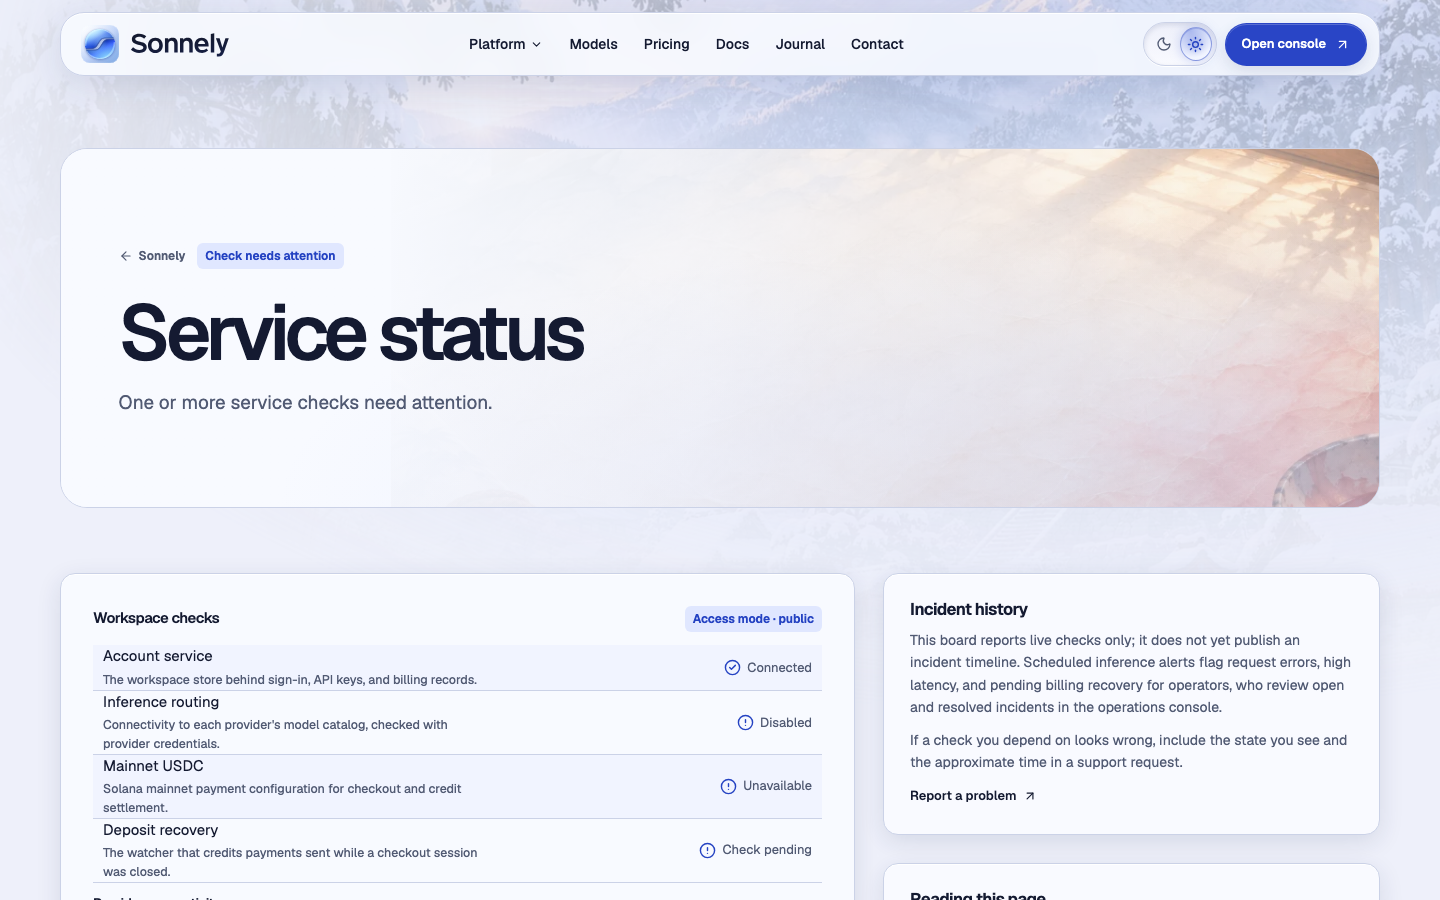 Sonnely
Platform
Models
Pricing
Docs
Journal
Contact
Open console
Sonnely
Check needs attention
Service status
One or more service checks need attention.
Workspace checks
Access mode · public
Account service
The workspace store behind sign-in, API keys, and billing records.
Connected
Inference routing
Connectivity to each provider's model catalog, checked with
provider credentials.
Disabled
Mainnet USDC
Solana mainnet payment configuration for checkout and credit
settlement.
Unavailable
Deposit recovery
The watcher that credits payments sent while a checkout session
was closed.
Check pending
Incident history
This board reports live checks only; it does not yet publish an
incident timeline. Scheduled inference alerts flag request errors, high
latency, and pending billing recovery for operators, who review open
and resolved incidents in the operations console.
If a check you depend on looks wrong, include the state you see and
the approximate time in a support request.
Report a problem
Reading this page